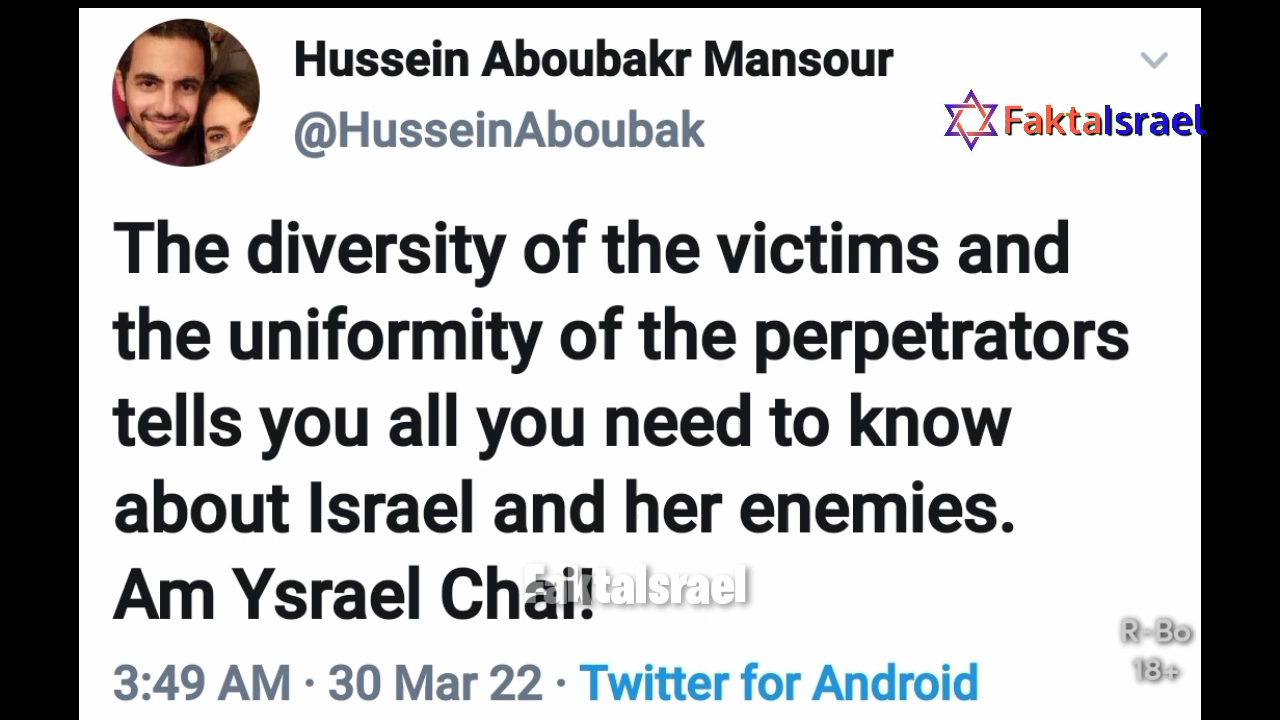 Hussein Aboubakr Mansour
@HusseinAboubak
FaktaIsrael
The diversity of the victims and
the uniformity of the perpetrators
tells you all you need to know
about Israel and her enemies.
Am Ysrael Chai!
FaktaIsrael
R-Bo
18+
3:49 AM · 30 Mar 22 · Twitter for Android